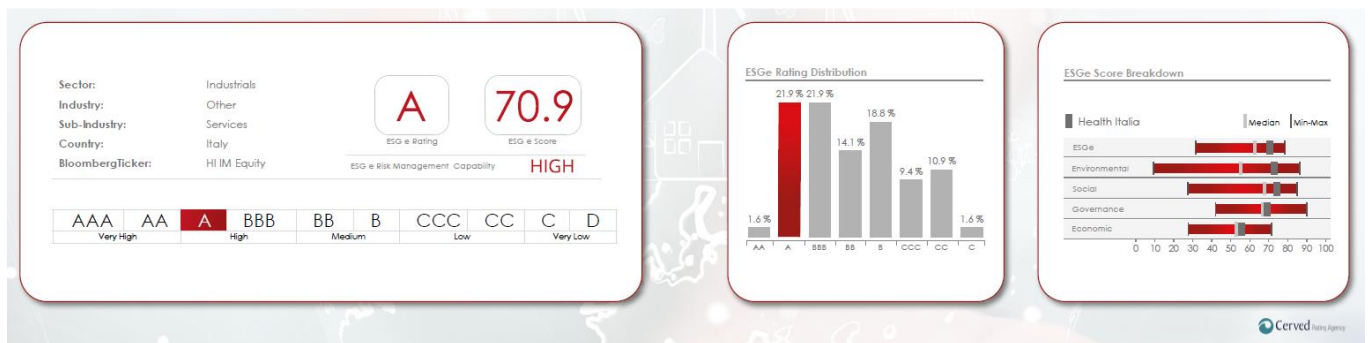 Sector: Industrials
Industry: Other
Sub-Industry: Services
Country: Italy
BloombergTicker: HI IM Equity
A
ESG e Rating
70.9
ESG e Score
ESG e Risk Management Capability HIGH
AAA AA A BBB BB B CCC CC C D
Very High High Medium Low Very Low
ESGe Rating Distribution
21.9 % 21.9 %
18.8 %
14.1 %
10.9 %
9.4 %
1.6 % 1.6 %
AA A BBB BB B CCC CC C
ESGe Score Breakdown
Health Italia Median Min-Max
ESGe
Environmental
Social
Governance
Economic
0 10 20 30 40 50 60 70 80 90 100
Cerved Rating Agency